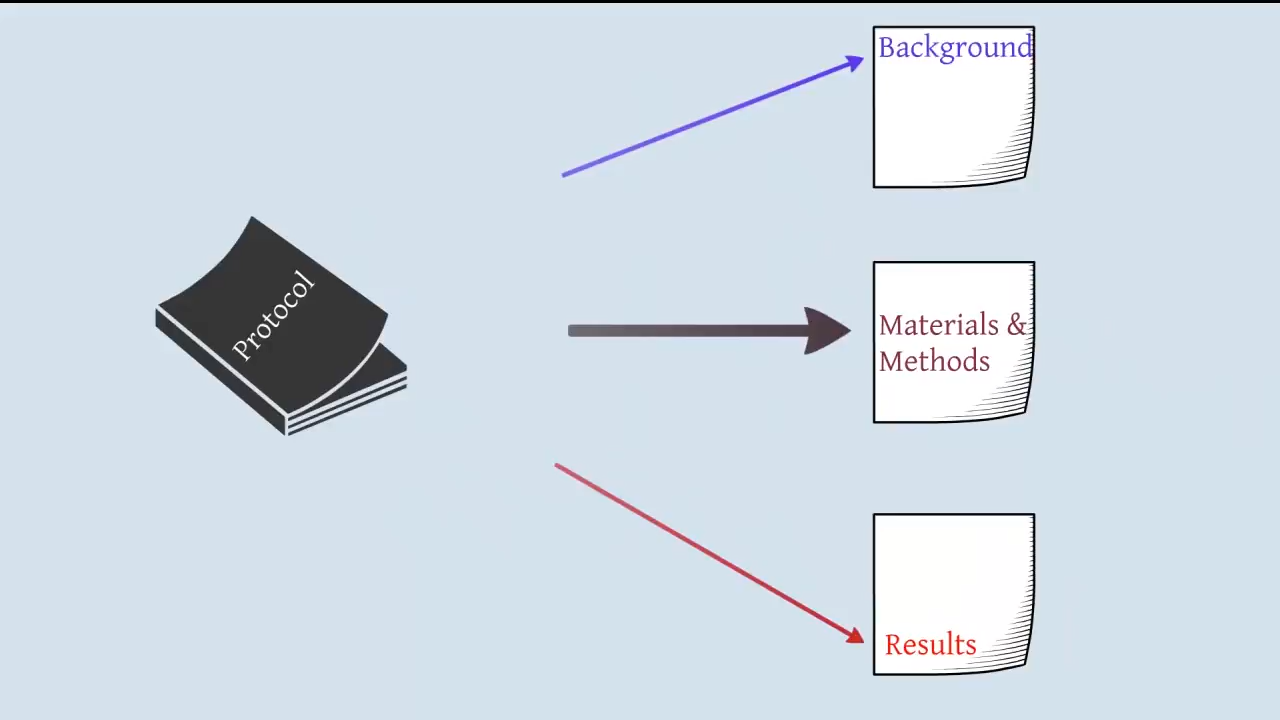 Protocol
Background
Materials &
Methods
Results